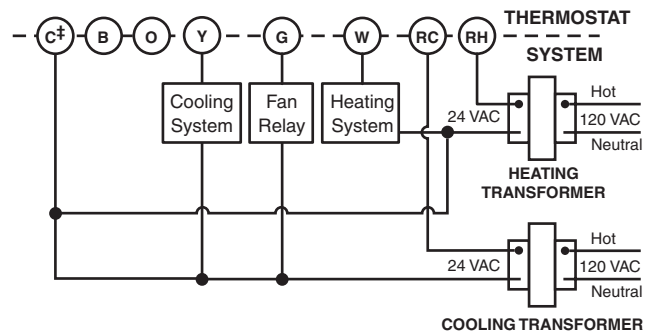 C‡ B O Y G W RC RH THERMOSTAT
SYSTEM
Cooling System
Fan Relay
Heating System
24 VAC
Hot
120 VAC
Neutral
HEATING
TRANSFORMER
24 VAC
Hot
120 VAC
Neutral
COOLING TRANSFORMER